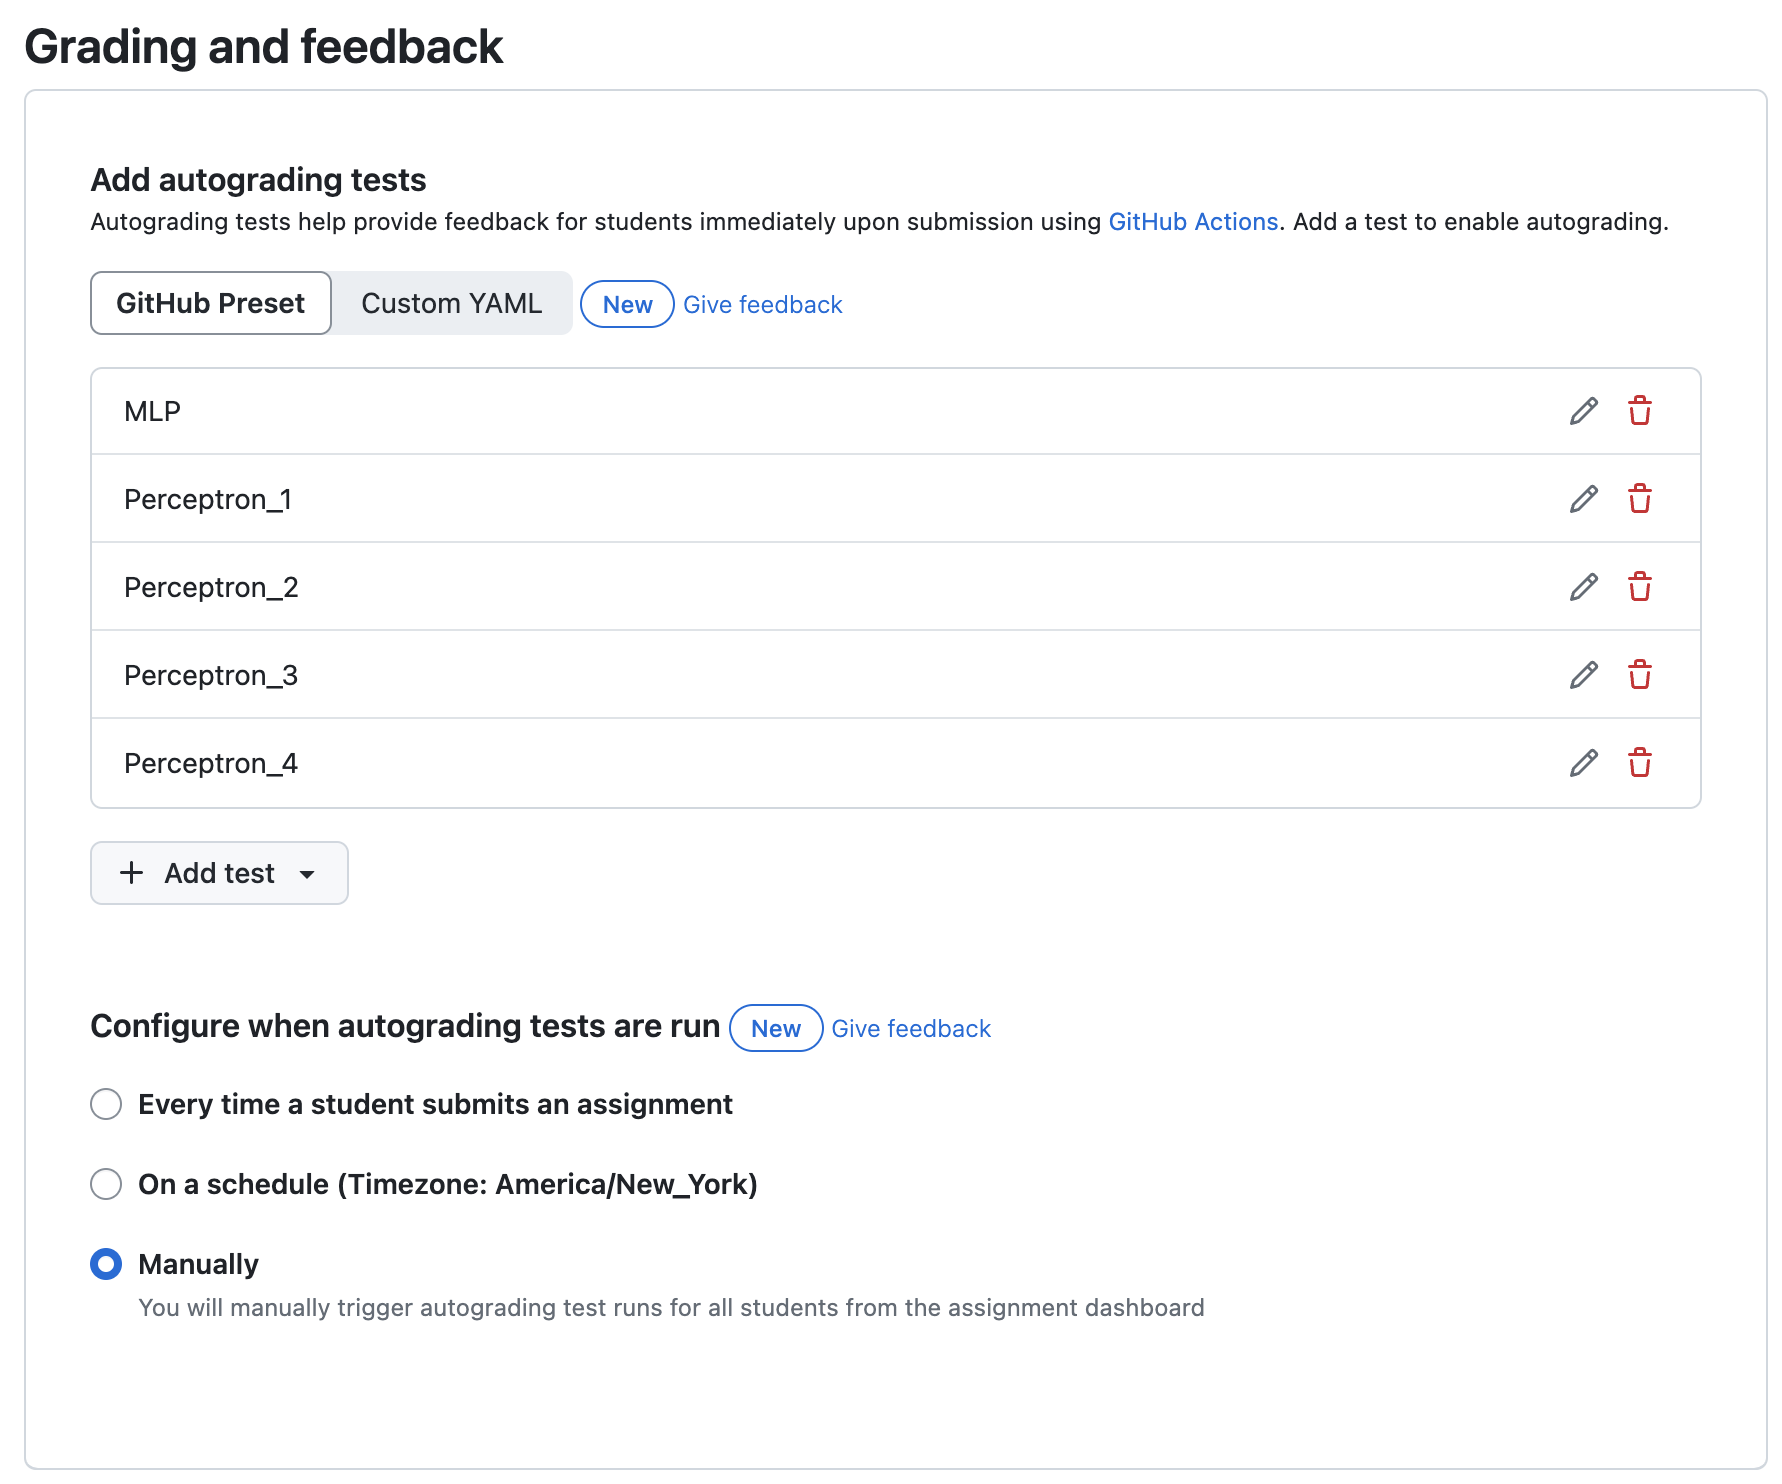 Grading and feedback
Add autograding tests
Autograding tests help provide feedback for students immediately upon submission using GitHub Actions. Add a test to enable autograding.
GitHub Preset Custom YAML New Give feedback
MLP
Perceptron_1
Perceptron_2
Perceptron_3
Perceptron_4
+ Add test
Configure when autograding tests are run New Give feedback
Every time a student submits an assignment
On a schedule (Timezone: America/New_York)
Manually
You will manually trigger autograding test runs for all students from the assignment dashboard